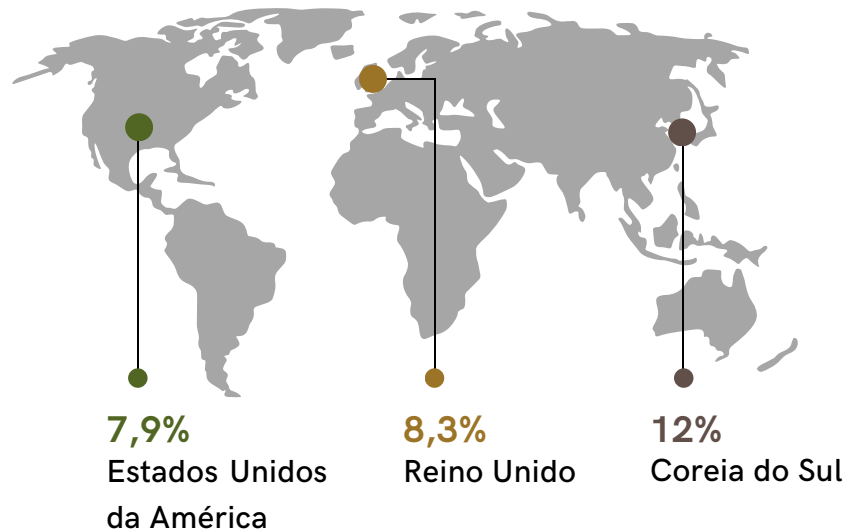 7,9%
Estados Unidos
da América
8,3%
Reino Unido
12%
Coreia do Sul